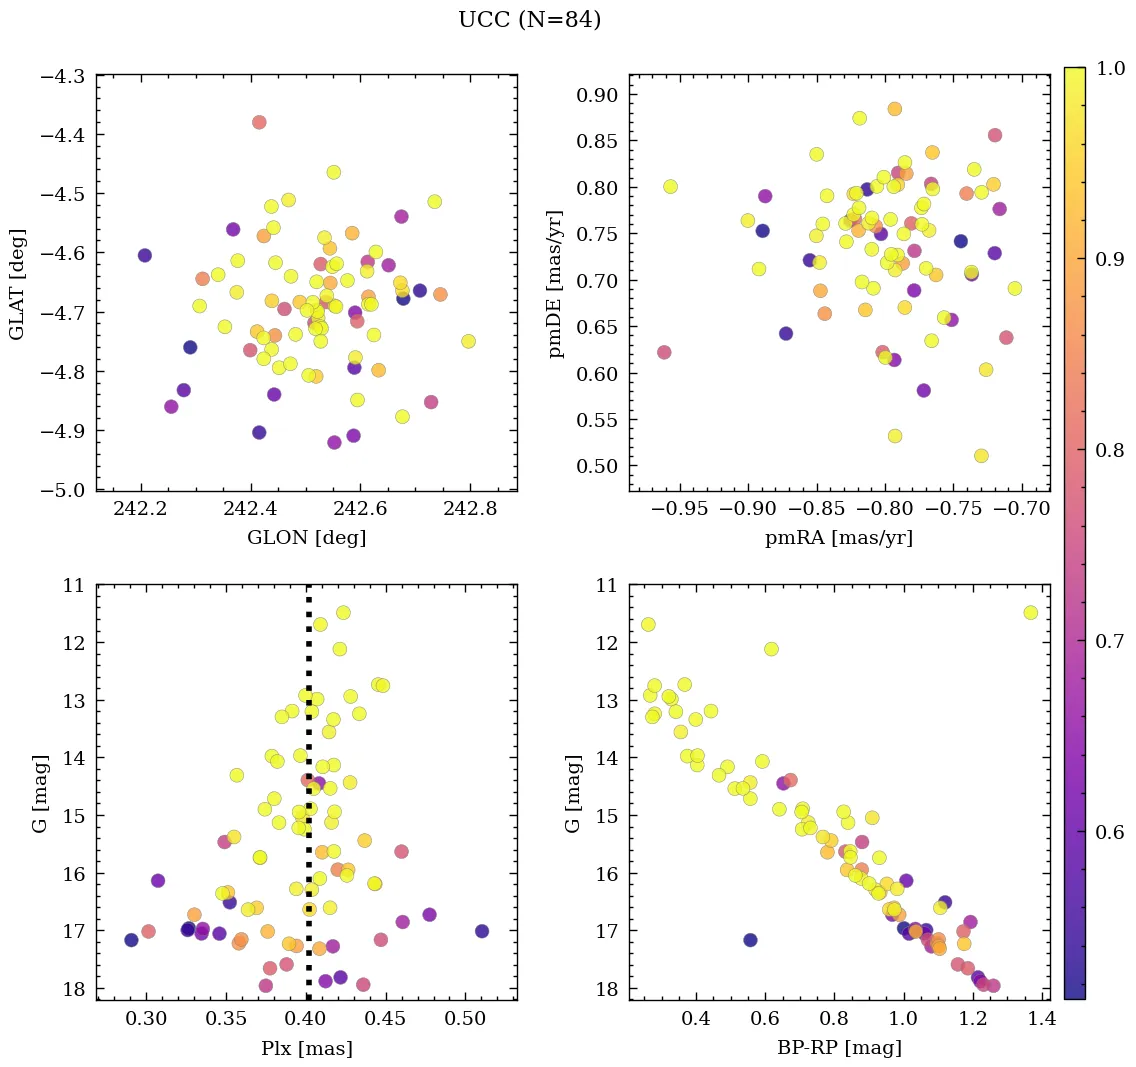 UCC (N=84)
−4.3
−4.4
−4.5
−4.6
−4.7
−4.8
−4.9
−5.0
GLAT [deg]
242.2 242.4 242.6 242.8
GLON [deg]
0.90
0.85
0.80
0.75
0.70
0.65
0.60
0.55
0.50
pmDE [mas/yr]
−0.95 −0.90 −0.85 −0.80 −0.75 −0.70
pmRA [mas/yr]
1.0
0.9
0.8
0.7
0.6
11
12
13
14
15
16
17
18
G [mag]
0.30 0.35 0.40 0.45 0.50
Plx [mas]
11
12
13
14
15
16
17
18
G [mag]
0.4 0.6 0.8 1.0 1.2 1.4
BP-RP [mag]